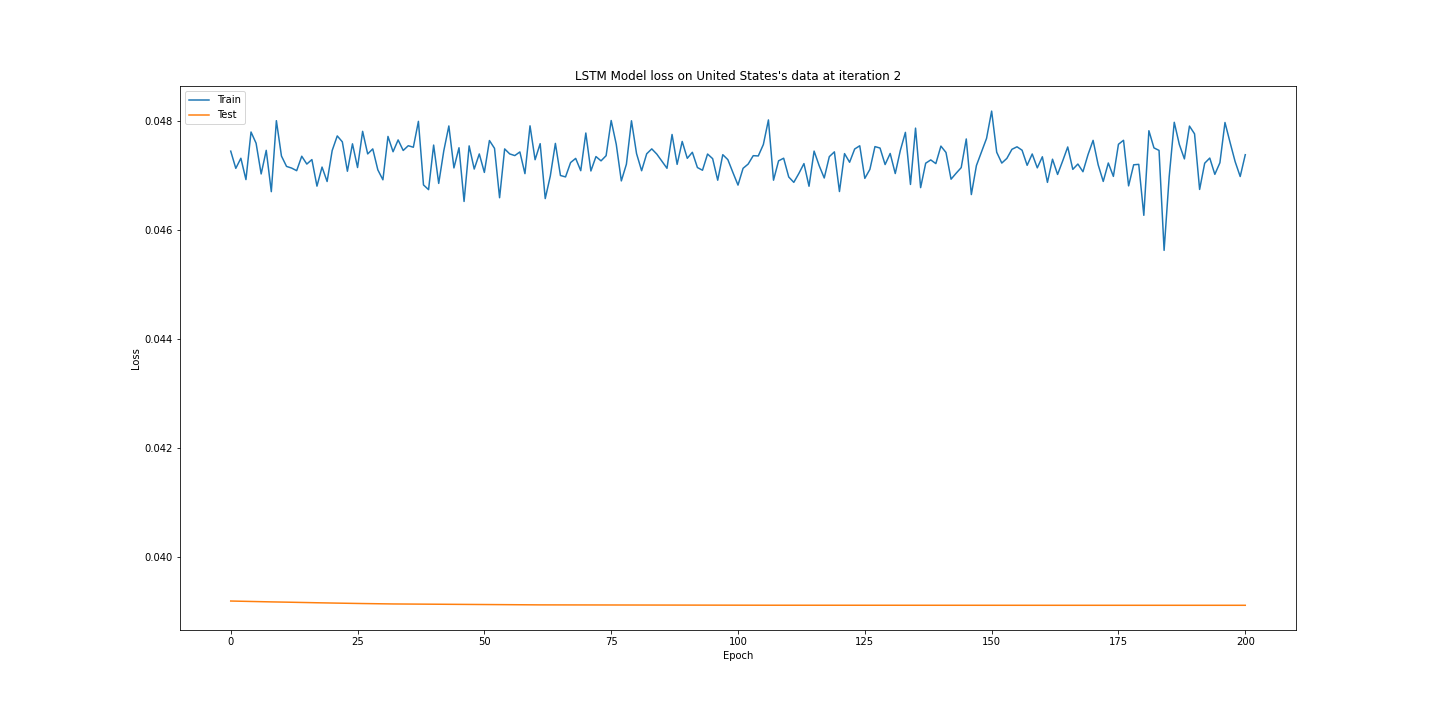 LSTM Model loss on United States's data at iteration 2
Train
Test
0.048
0.046
0.044
0.042
0.040
Loss
0 25 50 75 100 125 150 175 200
Epoch